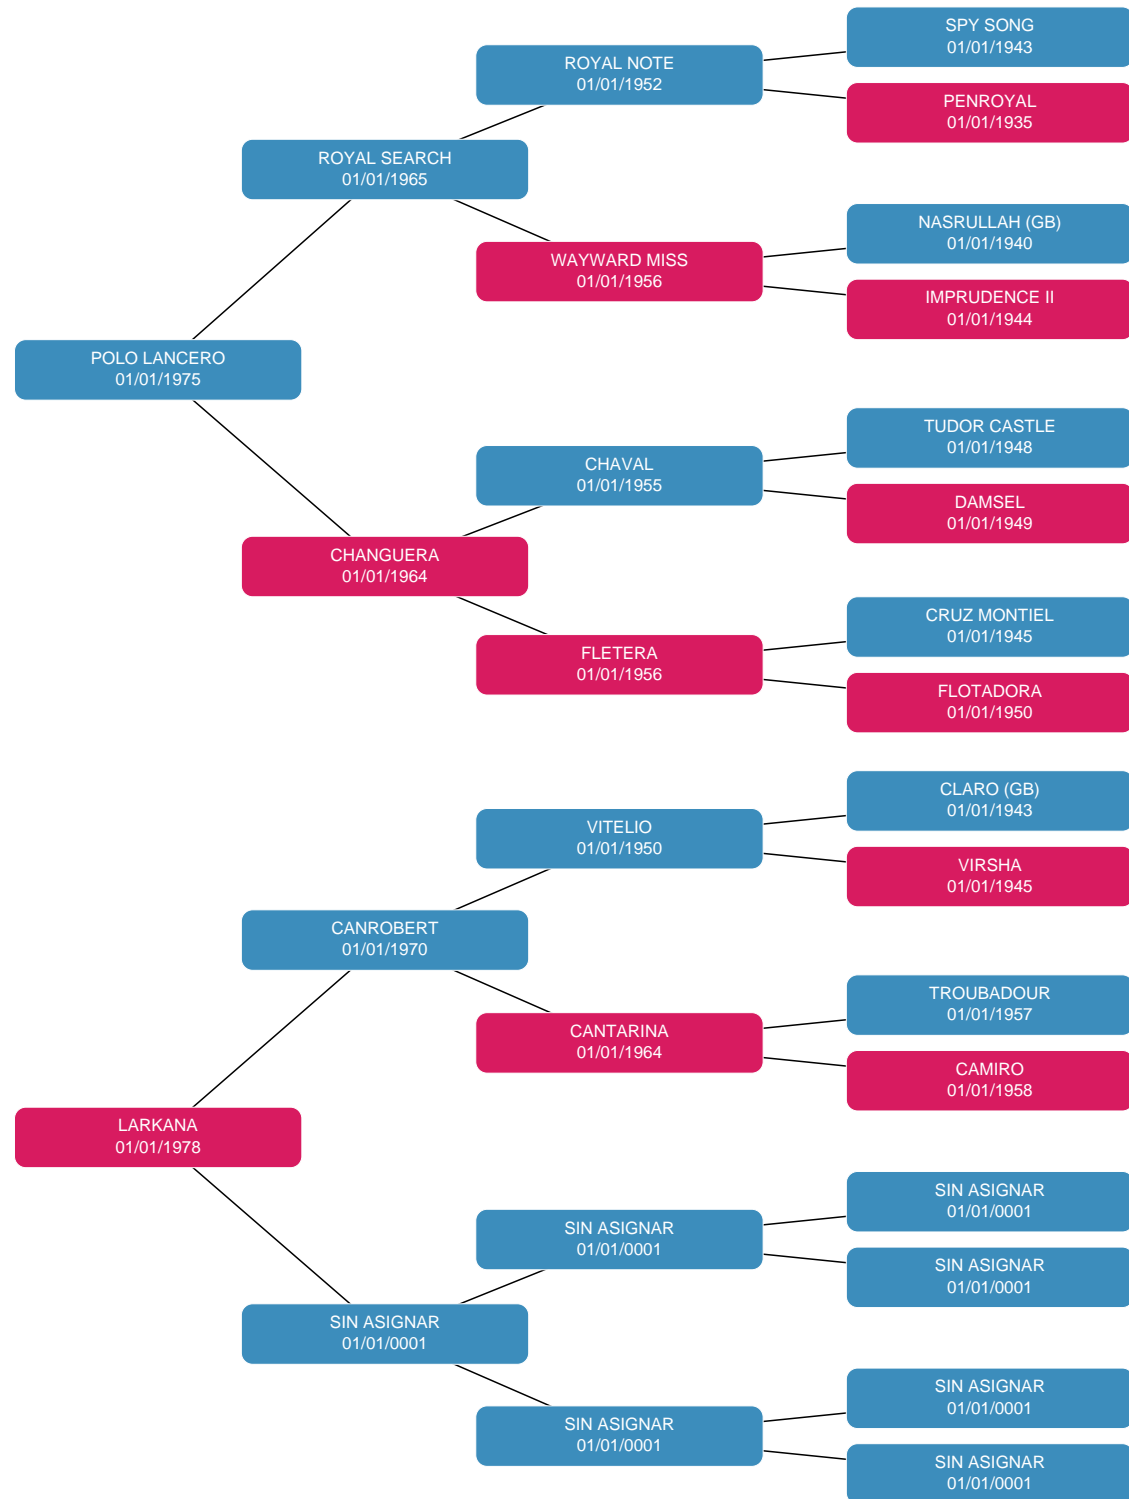 SPY SONG
01/01/1943
ROYAL NOTE
01/01/1952
PENROYAL
01/01/1935
ROYAL SEARCH
01/01/1965
NASRULLAH (GB)
01/01/1940
WAYWARD MISS
01/01/1956
IMPRUDENCE II
01/01/1944
POLO LANCERO
01/01/1975
TUDOR CASTLE
01/01/1948
CHAVAL
01/01/1955
DAMSEL
01/01/1949
CHANGUERA
01/01/1964
CRUZ MONTIEL
01/01/1945
FLETERA
01/01/1956
FLOTADORA
01/01/1950
CLARO (GB)
01/01/1943
VITELIO
01/01/1950
VIRSHA
01/01/1945
CANROBERT
01/01/1970
TROUBADOUR
01/01/1957
CANTARINA
01/01/1964
CAMIRO
01/01/1958
LARKANA
01/01/1978
SIN ASIGNAR
01/01/0001
SIN ASIGNAR
01/01/0001
SIN ASIGNAR
01/01/0001
SIN ASIGNAR
01/01/0001
SIN ASIGNAR
01/01/0001
SIN ASIGNAR
01/01/0001
SIN ASIGNAR
01/01/0001